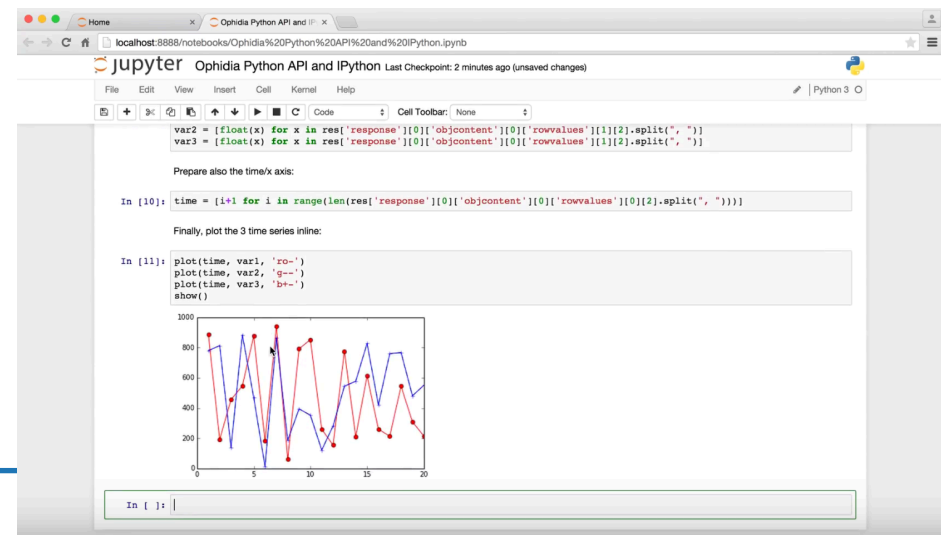 Home
Ophidia Python API and IP
localhost:8888/notebooks/Ophidia%20Python%20API%20and%20IPython.ipynb
jupyter Ophidia Python API and IPython Last Checkpoint: 2 minutes ago (unsaved changes)
File Edit View Insert Cell Kernel Help Python 3
Code Cell Toolbar: None
var2 = [float(x) for x in res['response'][0]['objcontent'][0]['rowvalues'][1][2].split(", ")]
var3 = [float(x) for x in res['response'][0]['objcontent'][0]['rowvalues'][1][2].split(", ")]
Prepare also the time/x axis:
In [10]: time = [i+1 for i in range(len(res['response'][0]['objcontent'][0]['rowvalues'][0][2].split(", ")))]
Finally, plot the 3 time series inline:
In [11]: plot(time, var1, 'ro-')
plot(time, var2, 'g--')
plot(time, var3, 'b+-')
show()
1000
800
600
400
200
0
0 5 10 15 20
In [ ]: